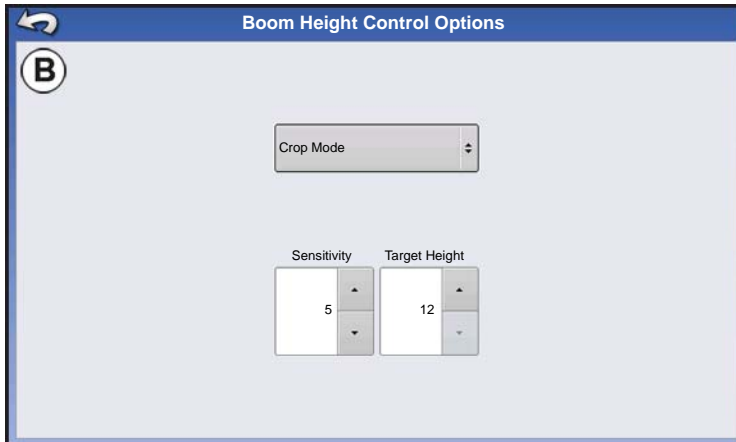 Boom Height Control Options
B
Crop Mode
Sensitivity Target Height
5 12